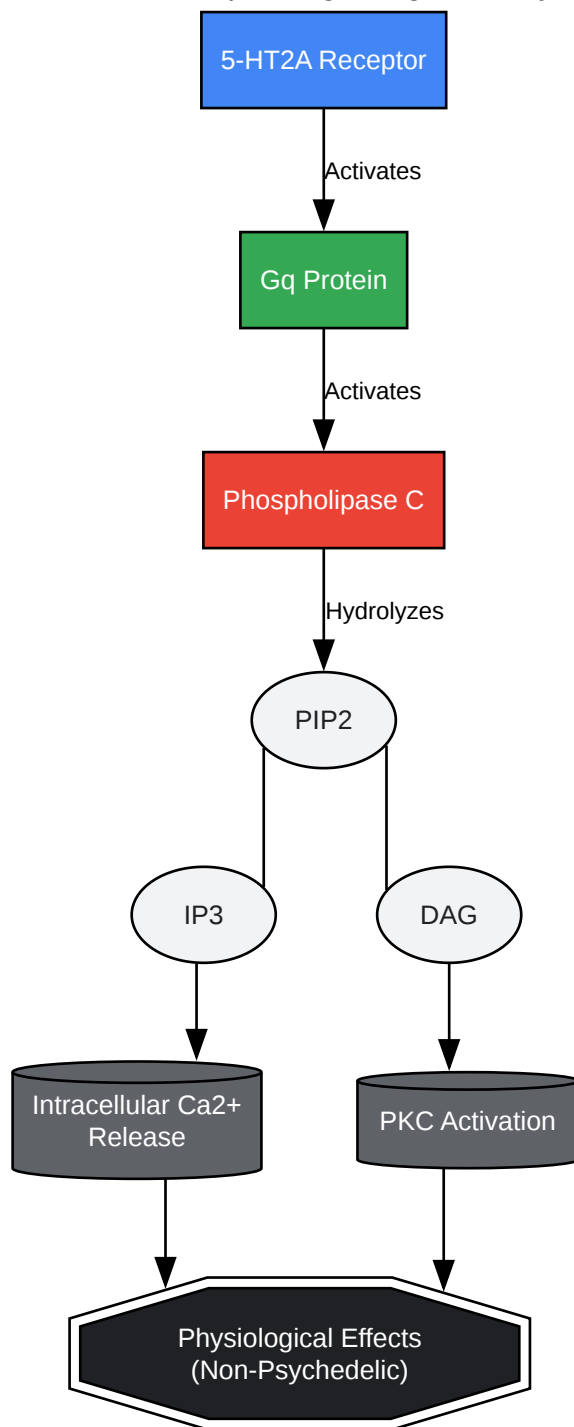 5-HT2A Receptor
Activates
Gq Protein
Activates
Phospholipase C
Hydrolyzes
PIP2
IP3
DAG
Intracellular Ca2+
Release
PKC Activation
Physiological Effects
(Non-Psychedelic)